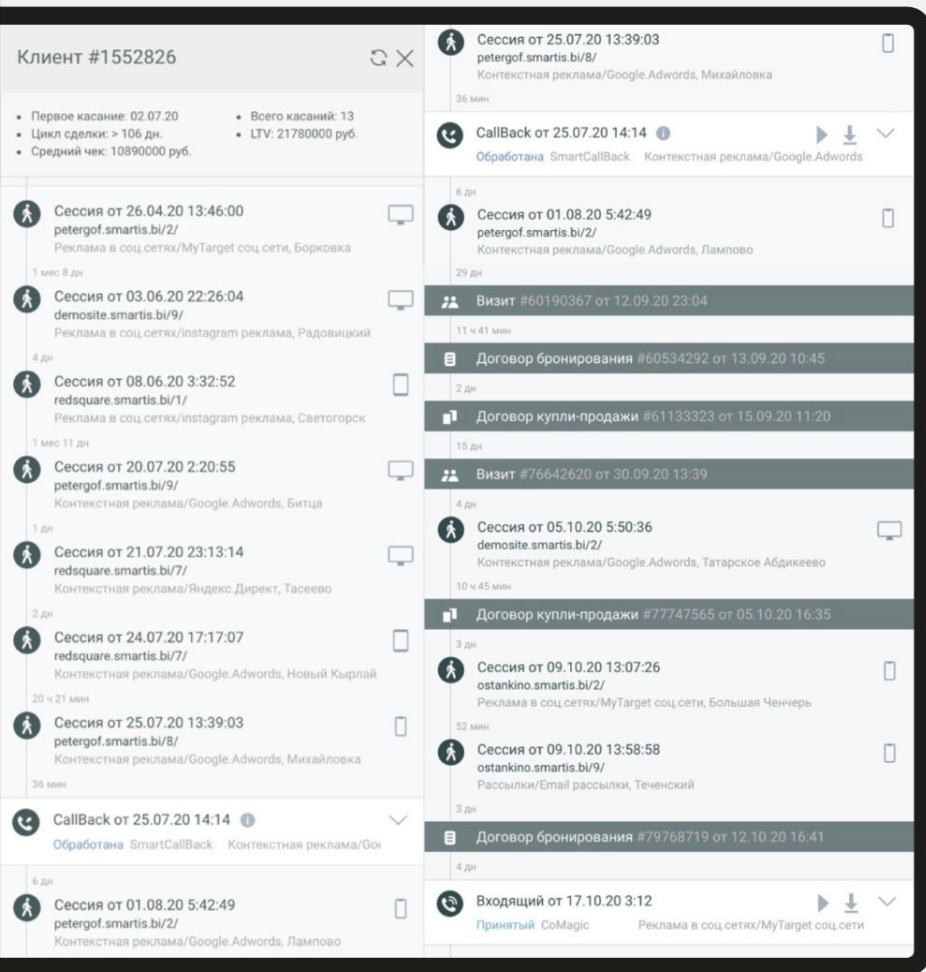 Клиент #1552826
Первое касание: 02.07.20
Цикл сделки: > 106 дн.
Средний чек: 10890000 руб.
Всего касаний: 13
LTV: 21780000 руб.
Сессия от 26.04.20 13:46:00
petergof.smartis.bi/2/
Реклама в соц.сетях/MyTarget соц.сети, Борковка
1 мес 8 дн
Сессия от 03.06.20 22:26:04
demosite.smartis.bi/9/
Реклама в соц.сетях/instagram реклама, Радовицкий
4 дн
Сессия от 08.06.20 3:32:52
redsquare.smartis.bi/1/
Реклама в соц.сетях/instagram реклама, Светогорск
1 мес 11 дн
Сессия от 20.07.20 2:20:55
petergof.smartis.bi/9/
Контекстная реклама/Google.Adwords, Битца
1 дн
Сессия от 21.07.20 23:13:14
redsquare.smartis.bi/7/
Контекстная реклама/Яндекс.Директ, Тасеево
2 дн
Сессия от 24.07.20 17:17:07
redsquare.smartis.bi/7/
Контекстная реклама/Google.Adwords, Новый Кырлай
20 ч 21 мин
Сессия от 25.07.20 13:39:03
petergof.smartis.bi/8/
Контекстная реклама/Google.Adwords, Михайловка
36 мин
CallBack от 25.07.20 14:14
Обработана SmartCallBack Контекстная реклама/Goo
6 дн
Сессия от 01.08.20 5:42:49
petergof.smartis.bi/2/
Контекстная реклама/Google.Adwords, Лампово
Сессия от 25.07.20 13:39:03
petergof.smartis.bi/8/
Контекстная реклама/Google.Adwords, Михайловка
36 мин
CallBack от 25.07.20 14:14
Обработана SmartCallBack Контекстная реклама/Google.Adwords
6 дн
Сессия от 01.08.20 5:42:49
petergof.smartis.bi/2/
Контекстная реклама/Google.Adwords, Лампово
29 дн
Визит #60190367 от 12.09.20 23:04
11 ч 41 мин
Договор бронирования #60534292 от 13.09.20 10:45
2 дн
Договор купли-продажи #61133323 от 15.09.20 11:20
15 дн
Визит #76642620 от 30.09.20 13:39
4 дн
Сессия от 05.10.20 5:50:36
demosite.smartis.bi/2/
Контекстная реклама/Google.Adwords, Татарское Абдикеево
10 ч 45 мин
Договор купли-продажи #77747565 от 05.10.20 16:35
3 дн
Сессия от 09.10.20 13:07:26
ostankino.smartis.bi/2/
Реклама в соц.сетях/MyTarget соц.сети, Большая Ченчерь
52 мин
Сессия от 09.10.20 13:58:58
ostankino.smartis.bi/9/
Рассылки/Email рассылки, Теченский
3 дн
Договор бронирования #79768719 от 12.10.20 16:41
4 дн
Входящий от 17.10.20 3:12
Принятый CoMagic Реклама в соц.сетях/MyTarget соц.сети